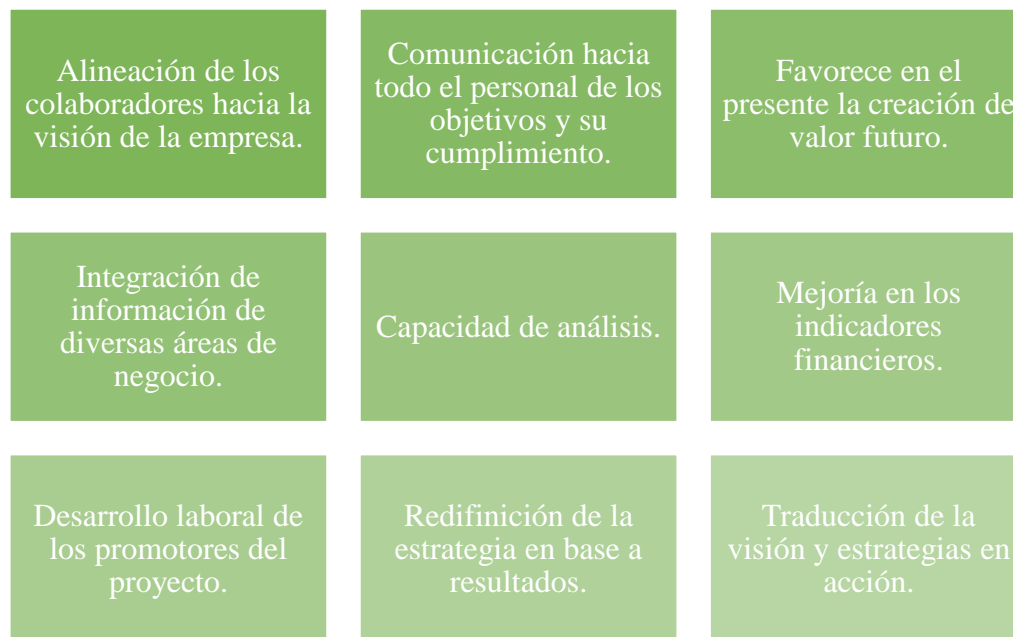 Alineación de los
colaboradores hacia la
visión de la empresa.
Comunicación hacia
todo el personal de los
objetivos y su
cumplimiento.
Favorece en el
presente la creación de
valor futuro.
Integración de
información de
diversas áreas de
negocio.
Capacidad de análisis.
Mejoría en los
indicadores
financieros.
Desarrollo laboral de
los promotores del
proyecto.
Redifinición de la
estrategia en base a
resultados.
Traducción de la
visión y estrategias en
acción.